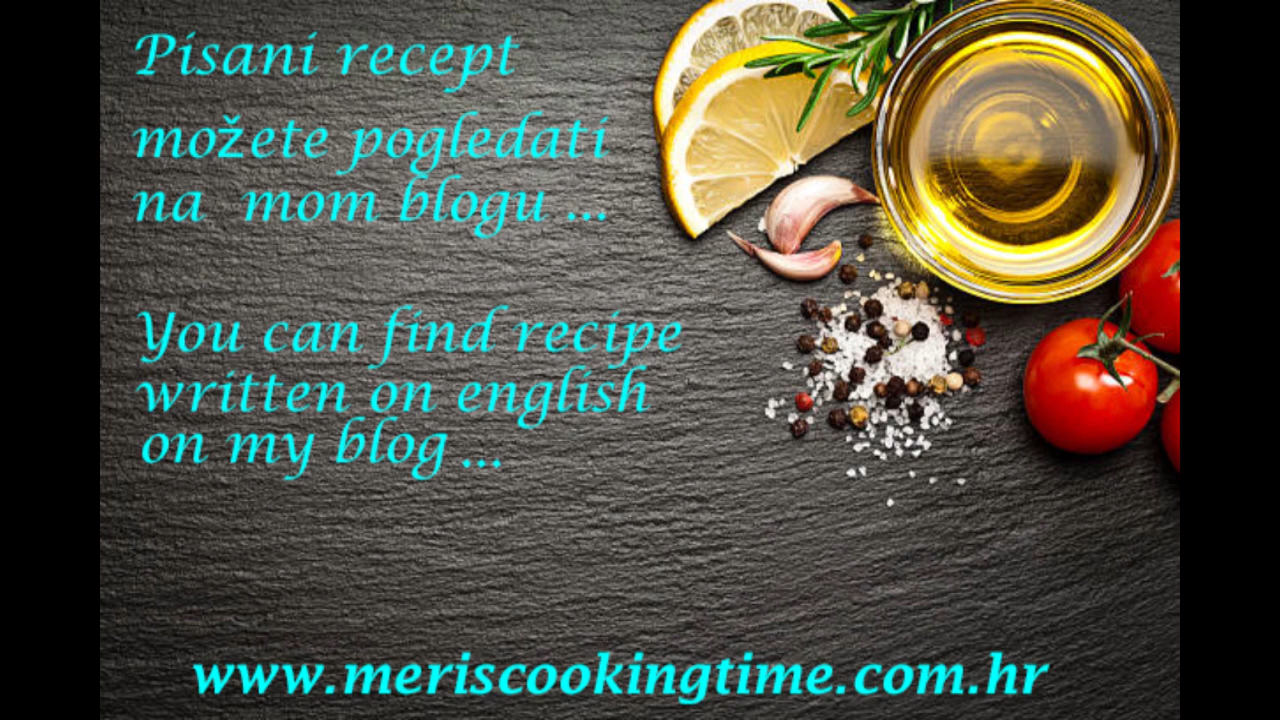 Pisani recept
možete pogledati
na mom blogu ...
You can find recipe
written on english
on my blog ...
www.meriscookingtime.com.hr